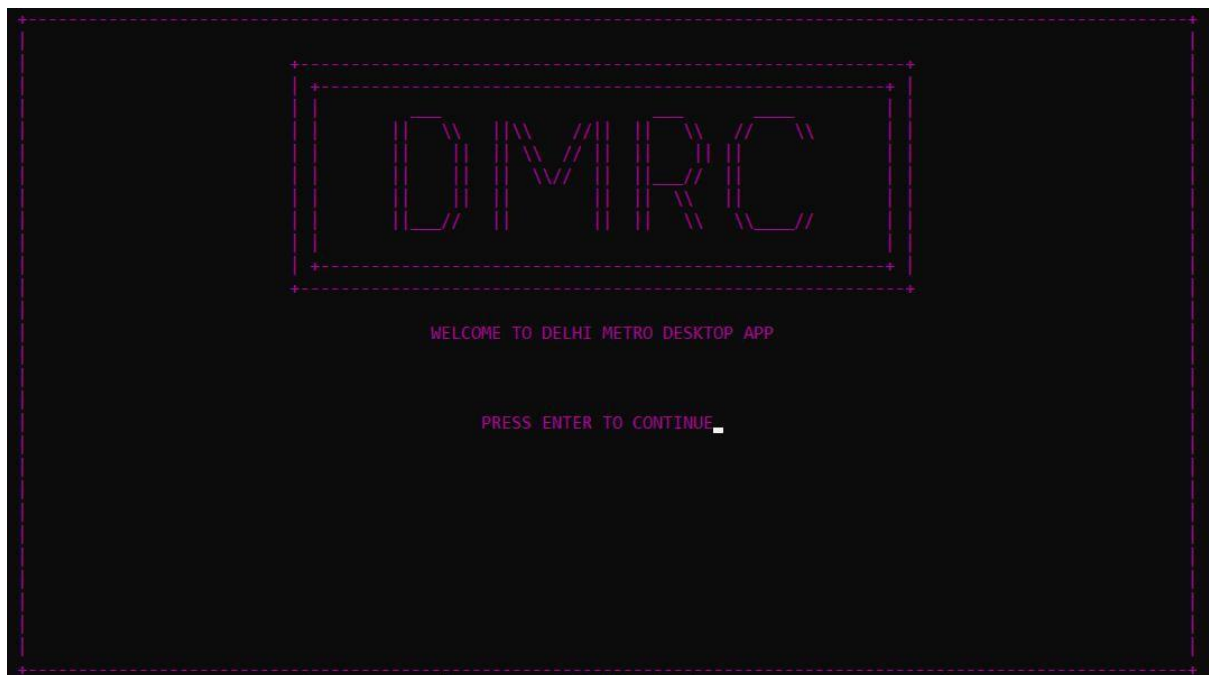 DMRC
WELCOME TO DELHI METRO DESKTOP APP
PRESS ENTER TO CONTINUE